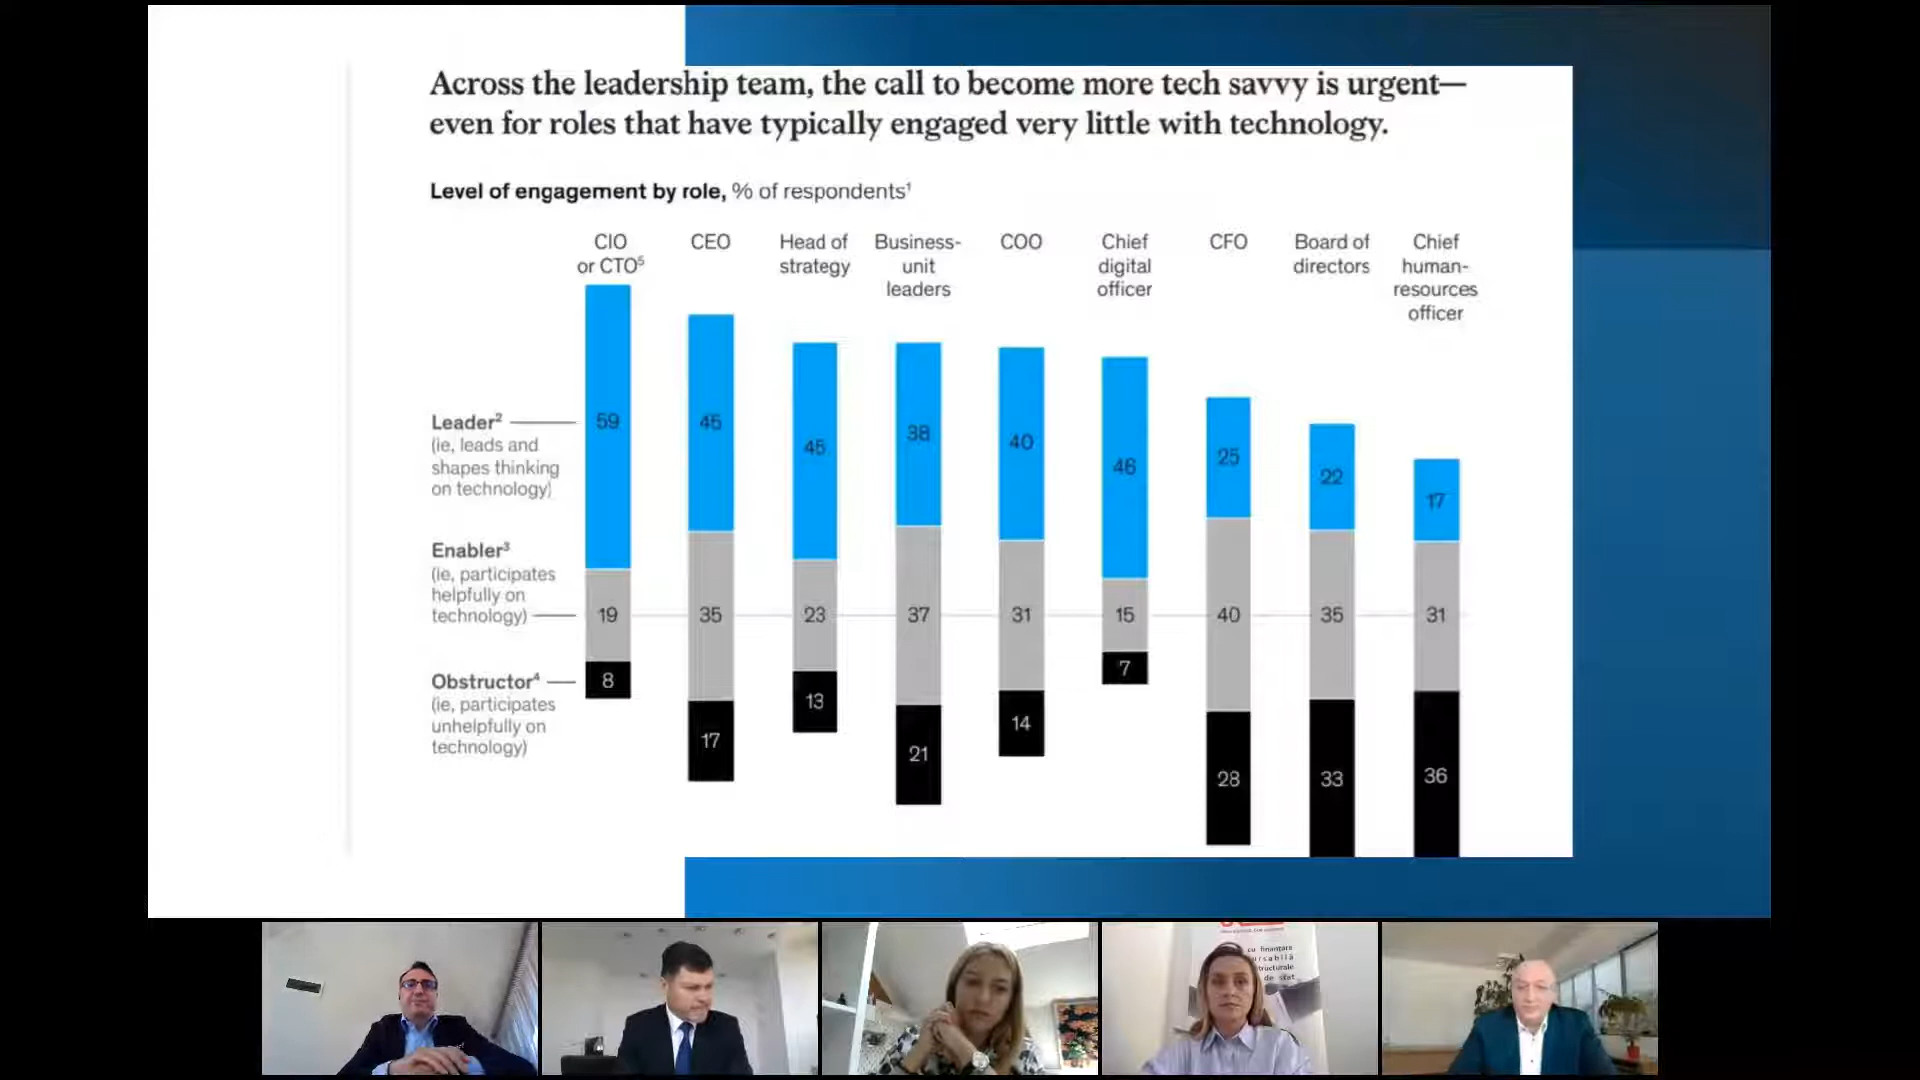 Across the leadership team, the call to become more tech savvy is urgent—
even for roles that have typically engaged very little with technology.
Level of engagement by role, % of respondents¹
CIO
or CTO⁵
CEO
Head of
strategy
Business-
unit
leaders
COO
Chief
digital
officer
CFO
Board of
directors
Chief
human-
resources
officer
Leader²
(ie, leads and
shapes thinking
on technology)
59
45
45
38
40
46
25
22
17
Enabler³
(ie, participates
helpfully on
technology)
19
35
23
37
31
15
40
35
31
Obstructor⁴
(ie, participates
unhelpfully on
technology)
8
17
13
21
14
7
28
33
36
cu finanțare
de stat